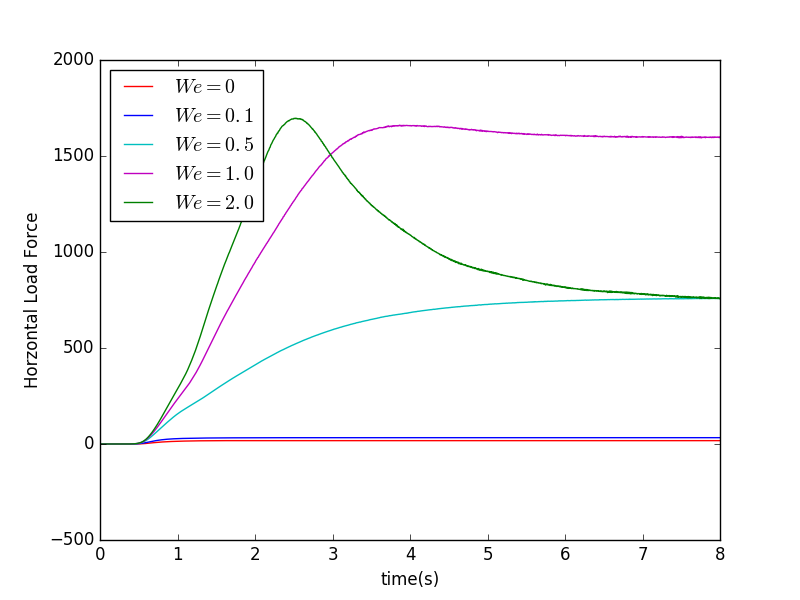 2000
1500
1000
500
0
−500
Horzontal Load Force
We = 0
We = 0.1
We = 0.5
We = 1.0
We = 2.0
0 1 2 3 4 5 6 7 8
time(s)